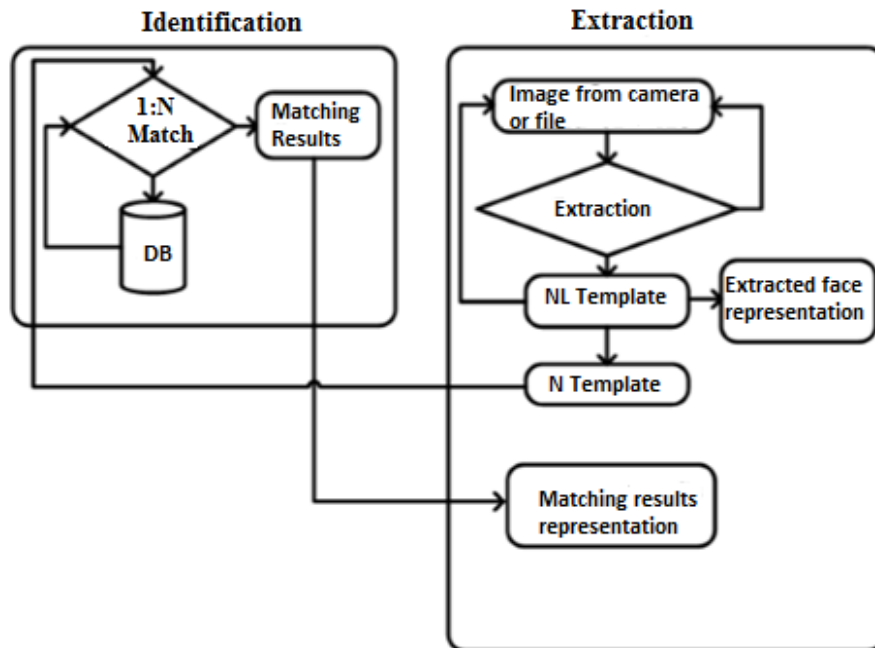 Identification
1:N
Match
Matching
Results
DB
Extraction
Image from camera
or file
Extraction
NL Template
Extracted face
representation
N Template
Matching results
representation